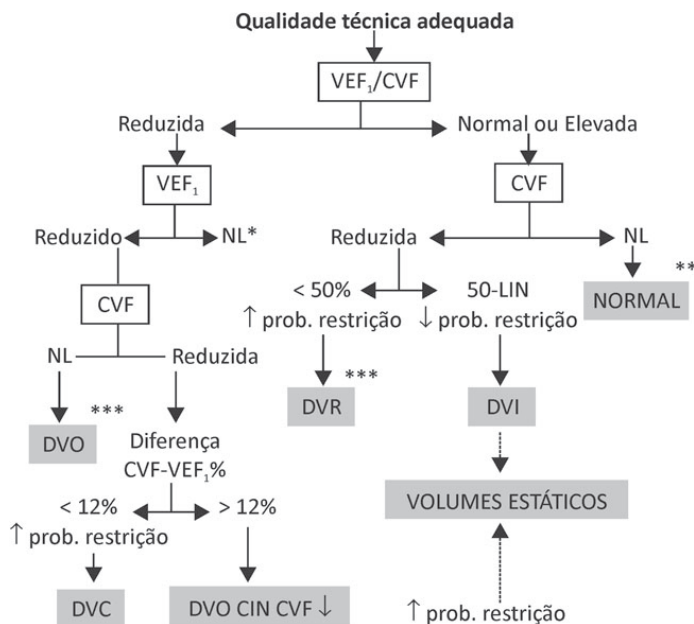 Qualidade técnica adequada
VEF₁/CVF
Reduzida
Normal ou Elevada
VEF₁
CVF
Reduzido
NL*
Reduzida
NL
CVF
< 50%
↑ prob. restrição
50-LIN
↓ prob. restrição
**
NORMAL
NL
Reduzida
***
DVO
***
DVR
DVI
Diferença
CVF-VEF₁%
< 12%
↑ prob. restrição
> 12%
VOLUMES ESTÁTICOS
DVC
DVO CIN CVF ↓
↑ prob. restrição